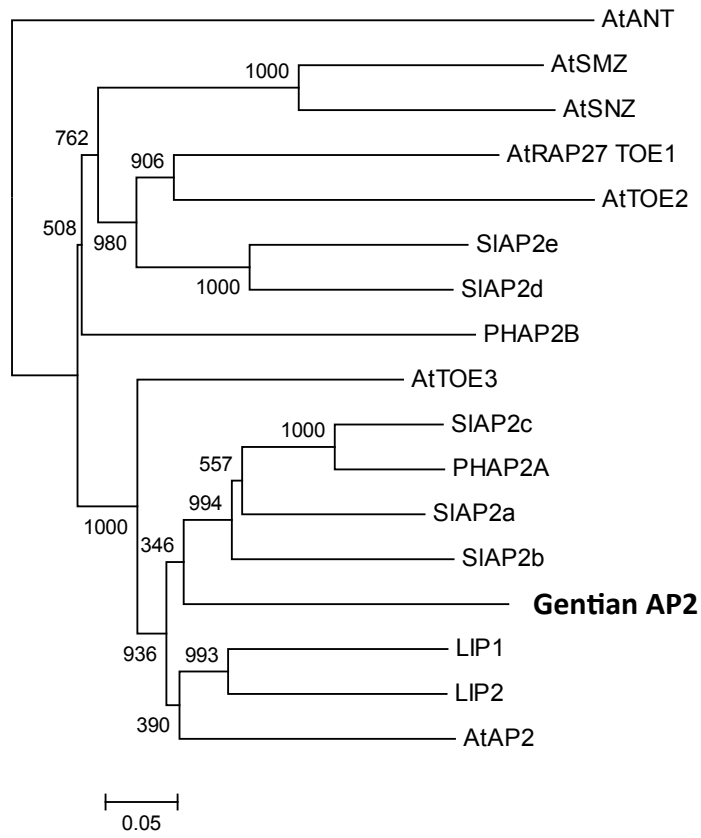 AtANT
1000
AtSMZ
AtSNZ
762
906
AtRAP27 TOE1
AtTOE2
508
980
SlAP2e
1000
SlAP2d
PHAP2B
AtTOE3
1000
SlAP2c
PHAP2A
557
994
SlAP2a
1000
346
SlAP2b
Gentian AP2
936
993
LIP1
LIP2
390
AtAP2
0.05